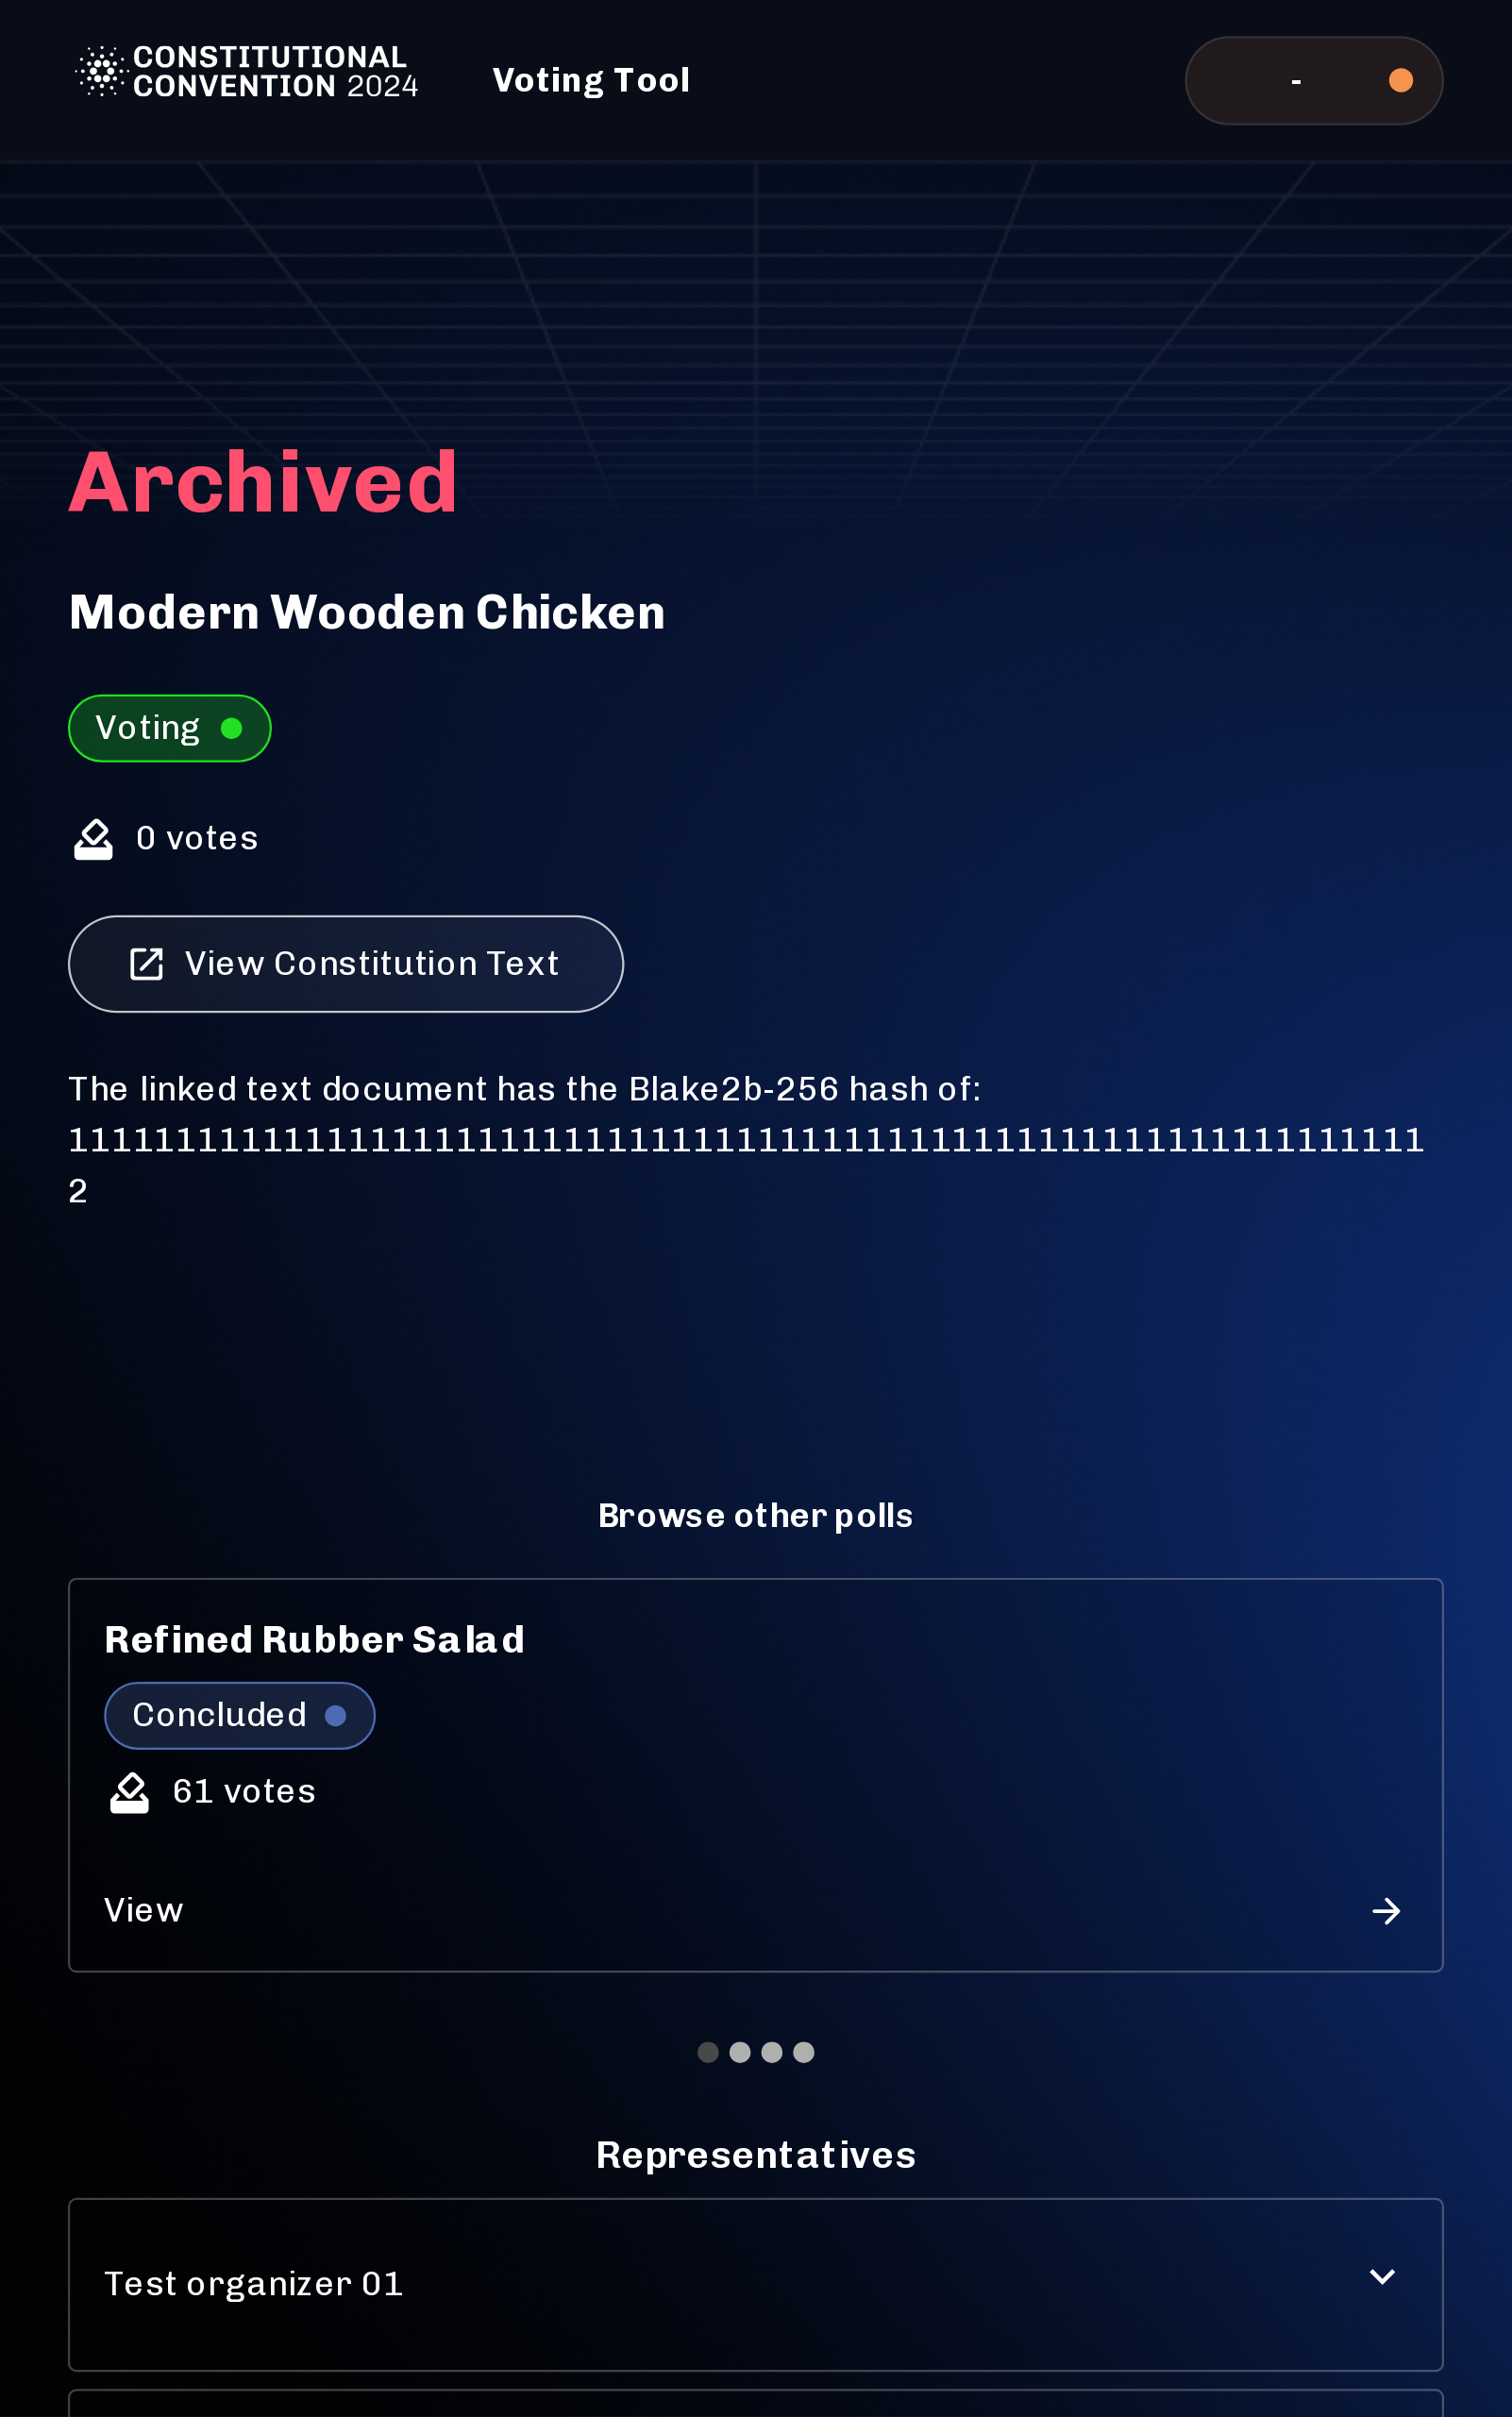 CONSTITUTIONAL
CONVENTION 2024
Voting Tool
-
Archived
Modern Wooden Chicken
Voting
0 votes
View Constitution Text
The linked text document has the Blake2b-256 hash of:
111111111111111111111111111111111111111111111111111111111111111
2
Browse other polls
Refined Rubber Salad
Concluded
61 votes
View
Representatives
Test organizer 01